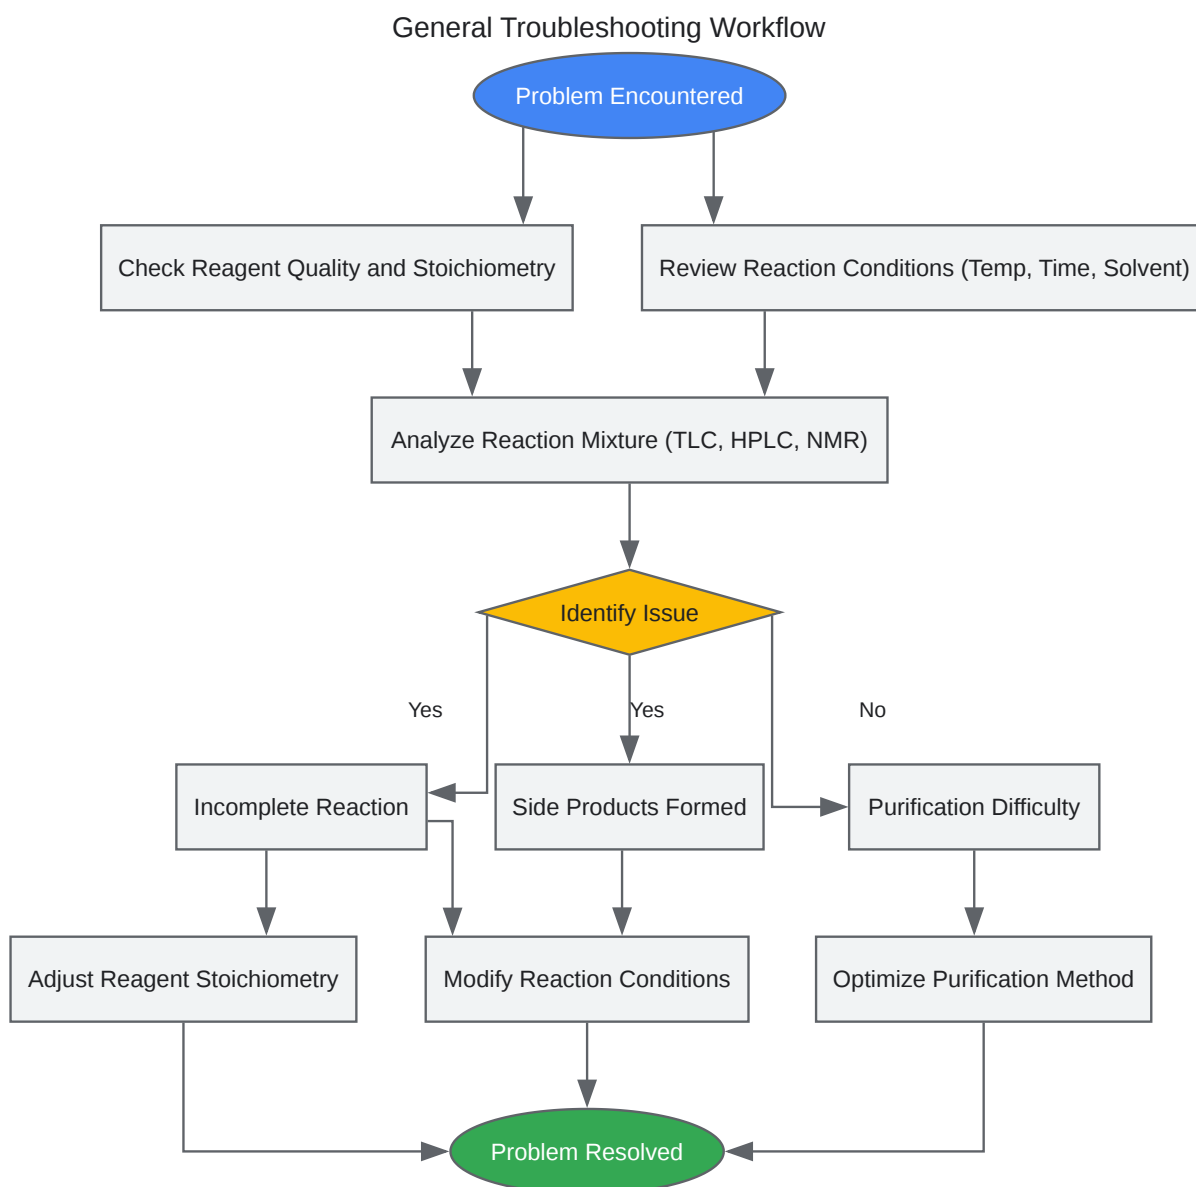 General Troubleshooting Workflow
Problem Encountered
Check Reagent Quality and Stoichiometry
Review Reaction Conditions (Temp, Time, Solvent)
Analyze Reaction Mixture (TLC, HPLC, NMR)
Identify Issue
Yes
Yes
No
Incomplete Reaction
Side Products Formed
Purification Difficulty
Adjust Reagent Stoichiometry
Modify Reaction Conditions
Optimize Purification Method
Problem Resolved